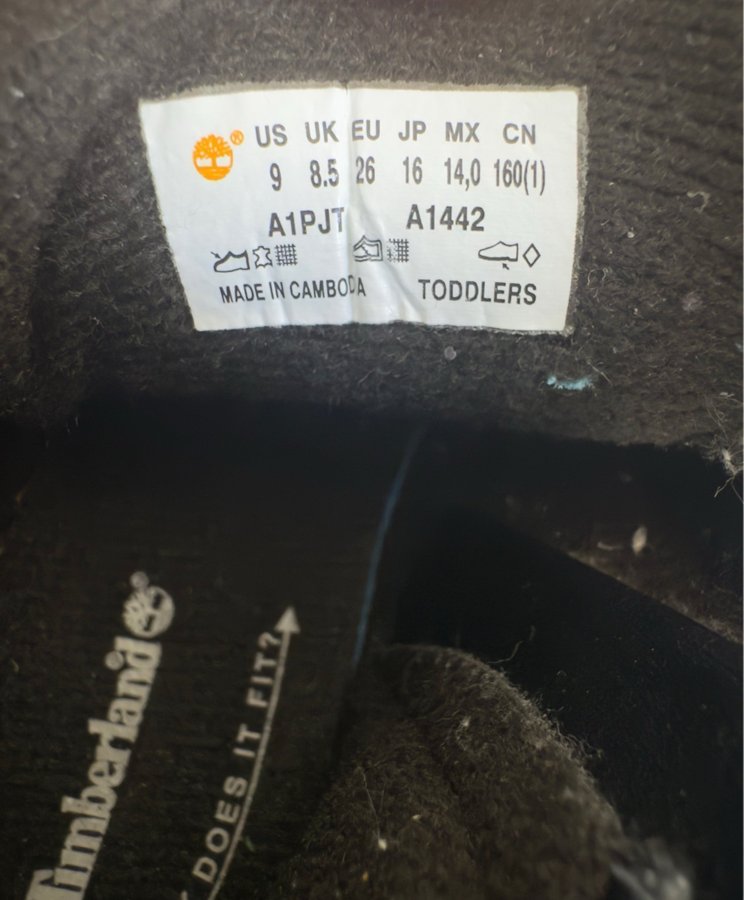 ® US UK EU JP MX CN
9 8.5 26 16 14,0 160(1)
A1PJT A1442
MADE IN CAMBODIA TODDLERS
Timberland®
DOES IT FIT?